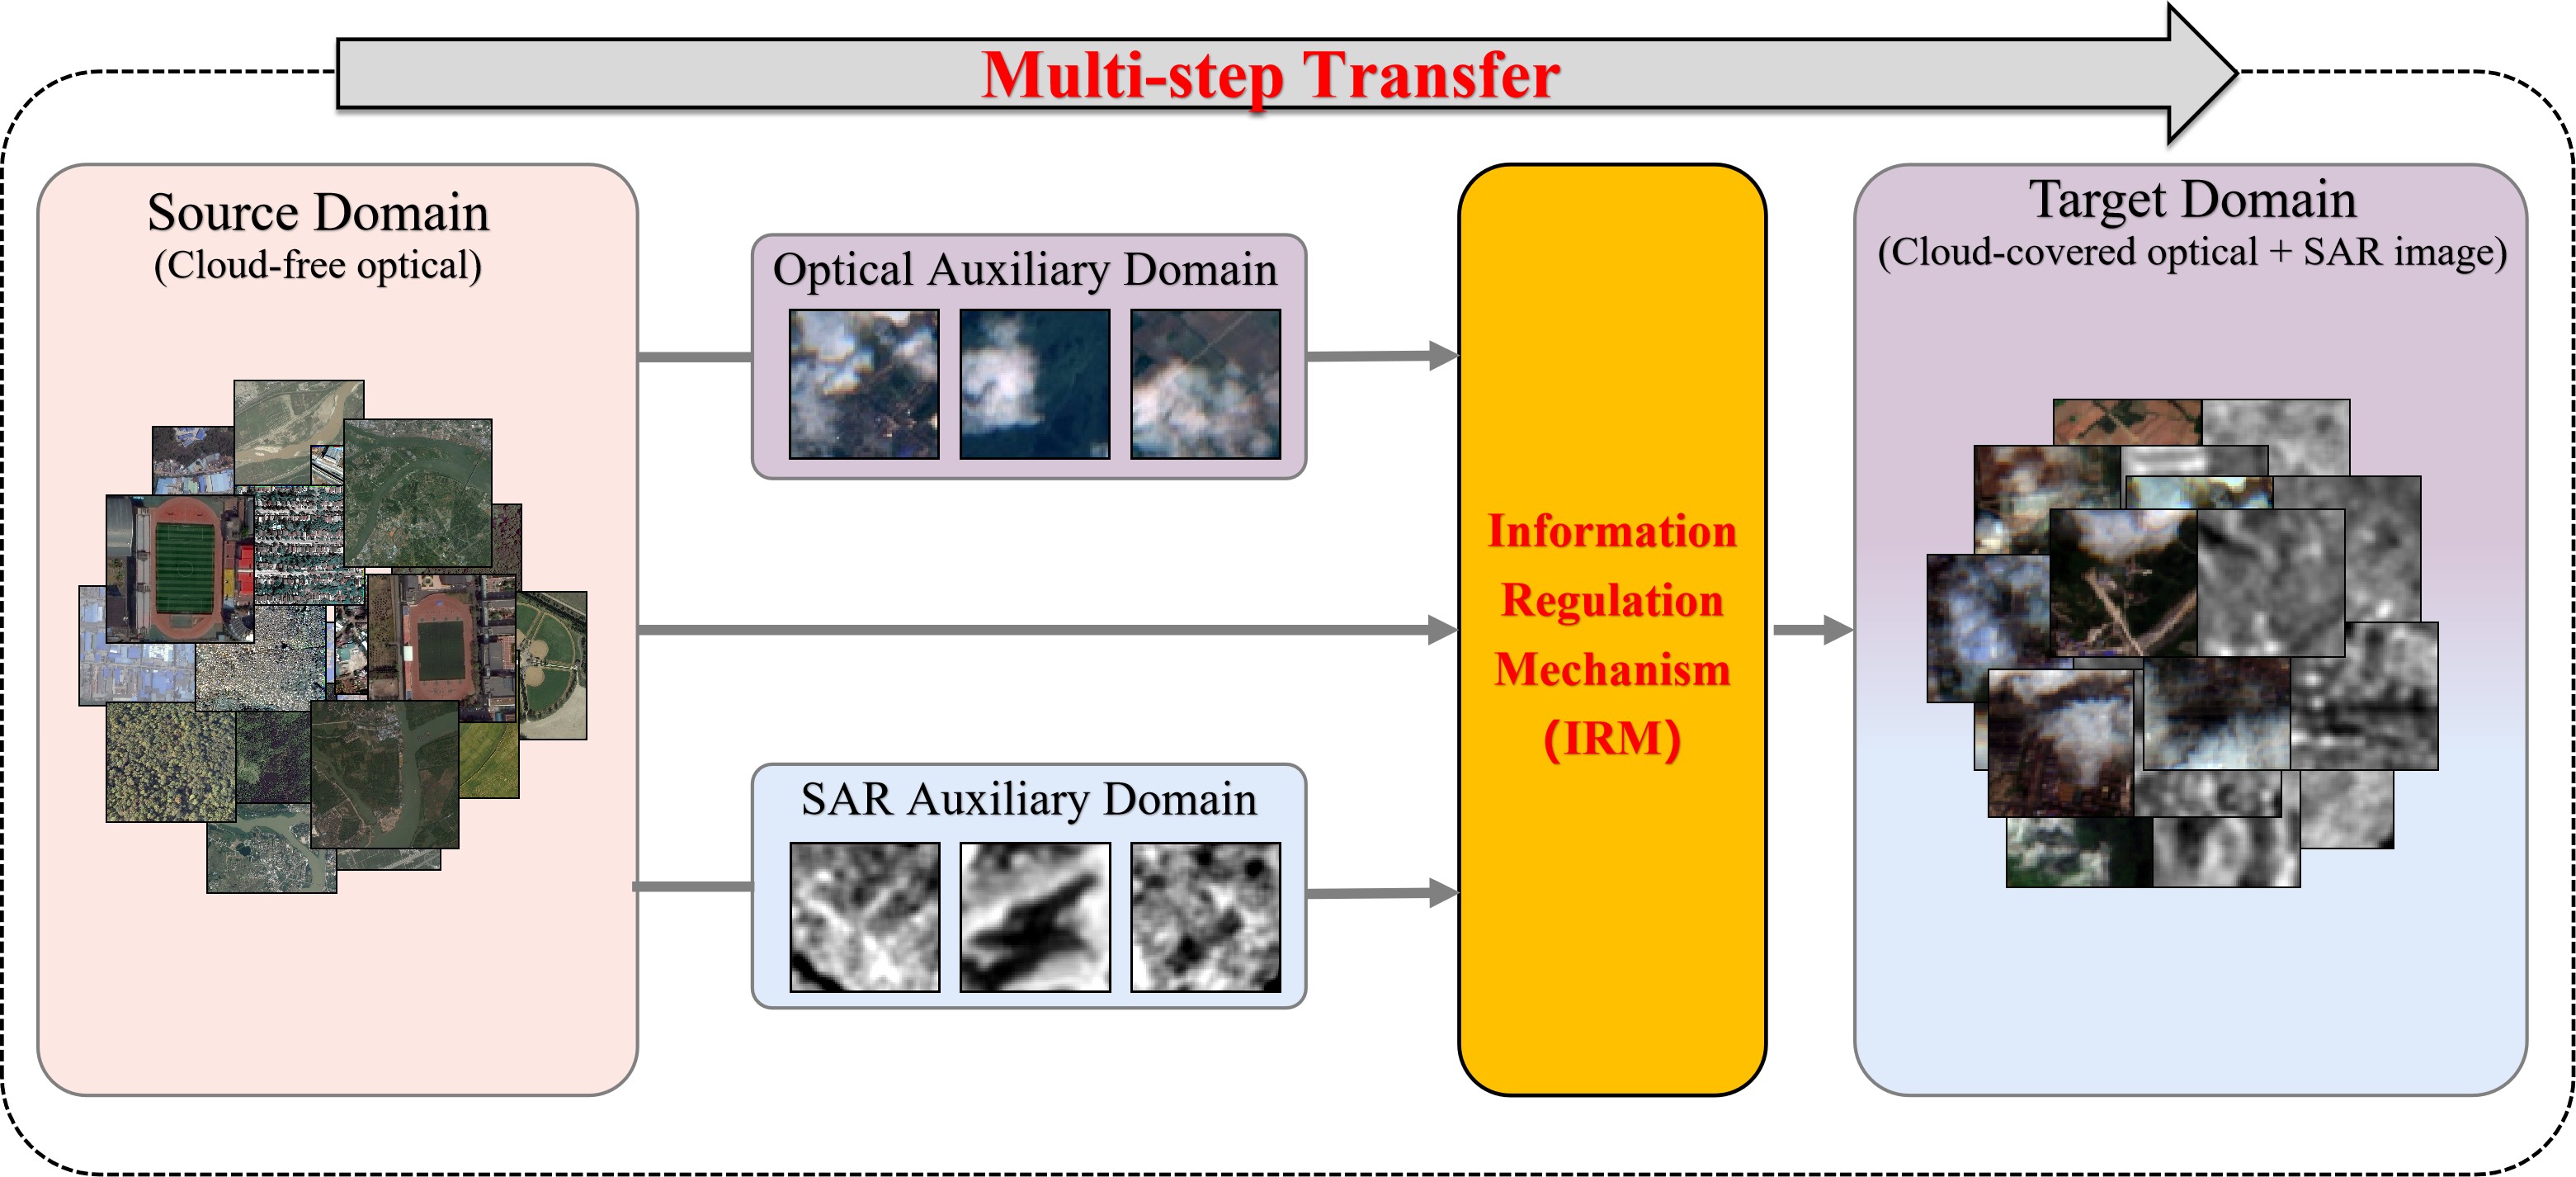 Multi-step Transfer
Source Domain
(Cloud-free optical)
Optical Auxiliary Domain
SAR Auxiliary Domain
Information
Regulation
Mechanism
(IRM)
Target Domain
(Cloud-covered optical + SAR image)